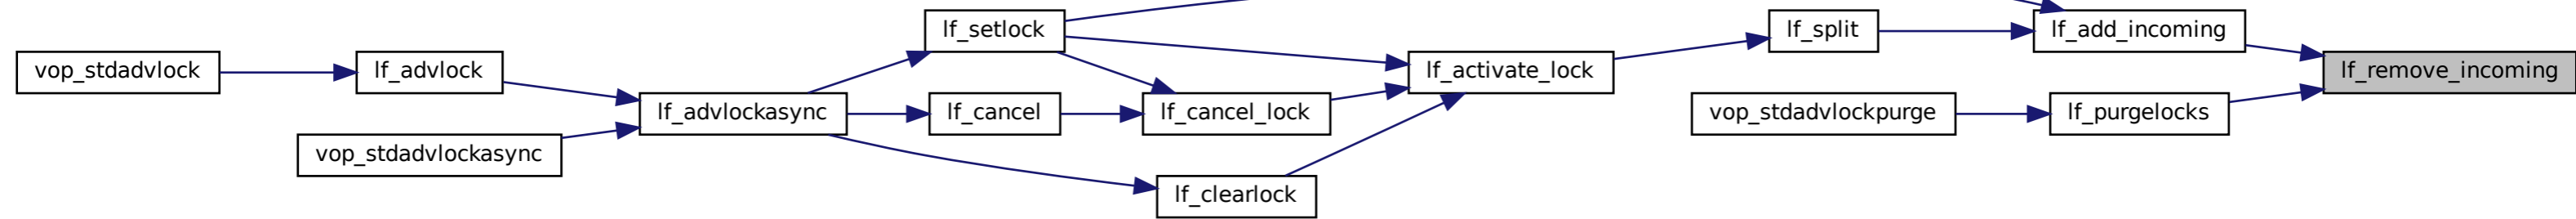 lf_setlock
lf_split
lf_add_incoming
vop_stdadvlock
lf_advlock
lf_activate_lock
lf_remove_incoming
lf_advlockasync
lf_cancel
lf_cancel_lock
vop_stdadvlockpurge
lf_purgelocks
vop_stdadvlockasync
lf_clearlock